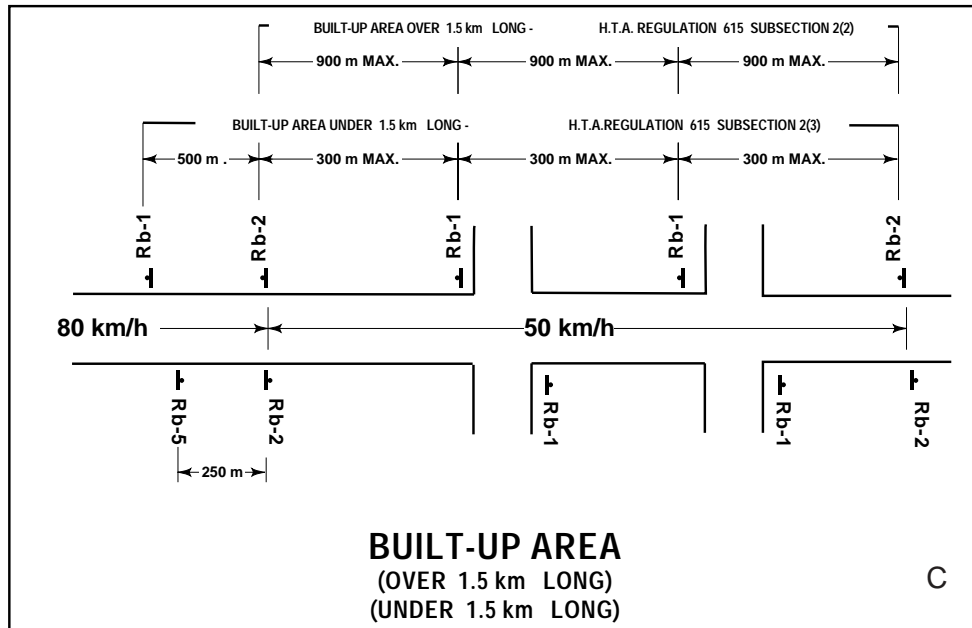 BUILT-UP AREA OVER 1.5 km LONG - H.T.A. REGULATION 615 SUBSECTION 2(2)
900 m MAX. 900 m MAX. 900 m MAX.
BUILT-UP AREA UNDER 1.5 km LONG - H.T.A.REGULATION 615 SUBSECTION 2(3)
500 m . 300 m MAX. 300 m MAX. 300 m MAX.
Rb-1 Rb-2 Rb-1 Rb-1 Rb-2
80 km/h 50 km/h
Rb-5 Rb-2 Rb-1 Rb-1 Rb-2
250 m
BUILT-UP AREA
(OVER 1.5 km LONG)
(UNDER 1.5 km LONG)
C